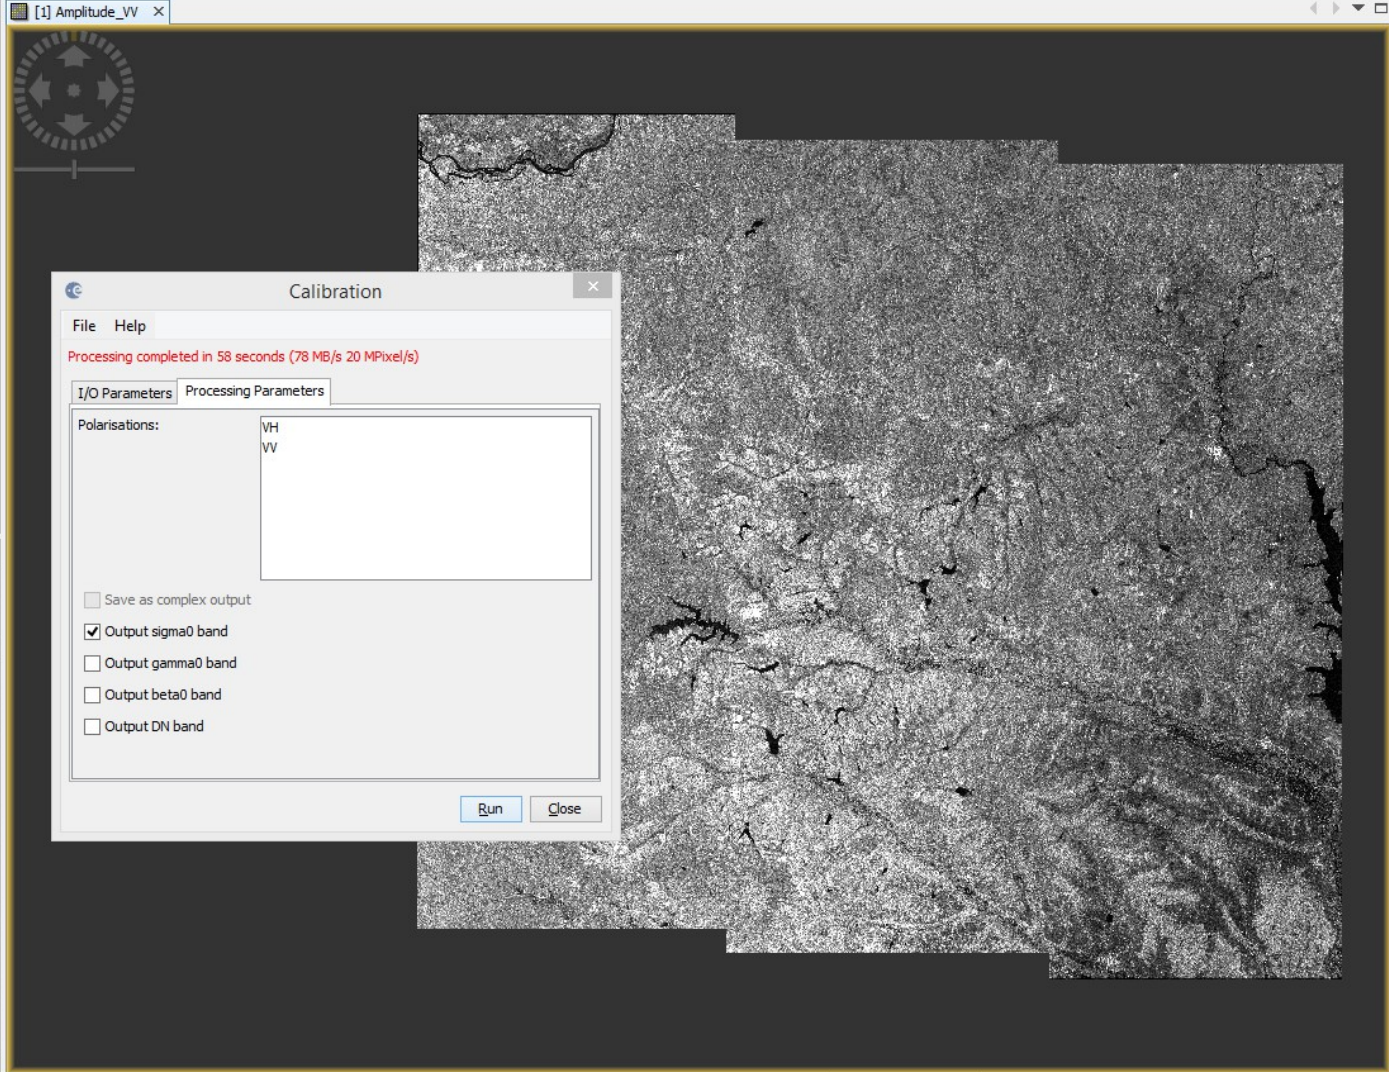 [1] Amplitude_VV
Calibration
File Help
Processing completed in 58 seconds (78 MB/s 20 MPixel/s)
I/O Parameters Processing Parameters
Polarisations:
VH
VV
Save as complex output
Output sigma0 band
Output gamma0 band
Output beta0 band
Output DN band
Run Close